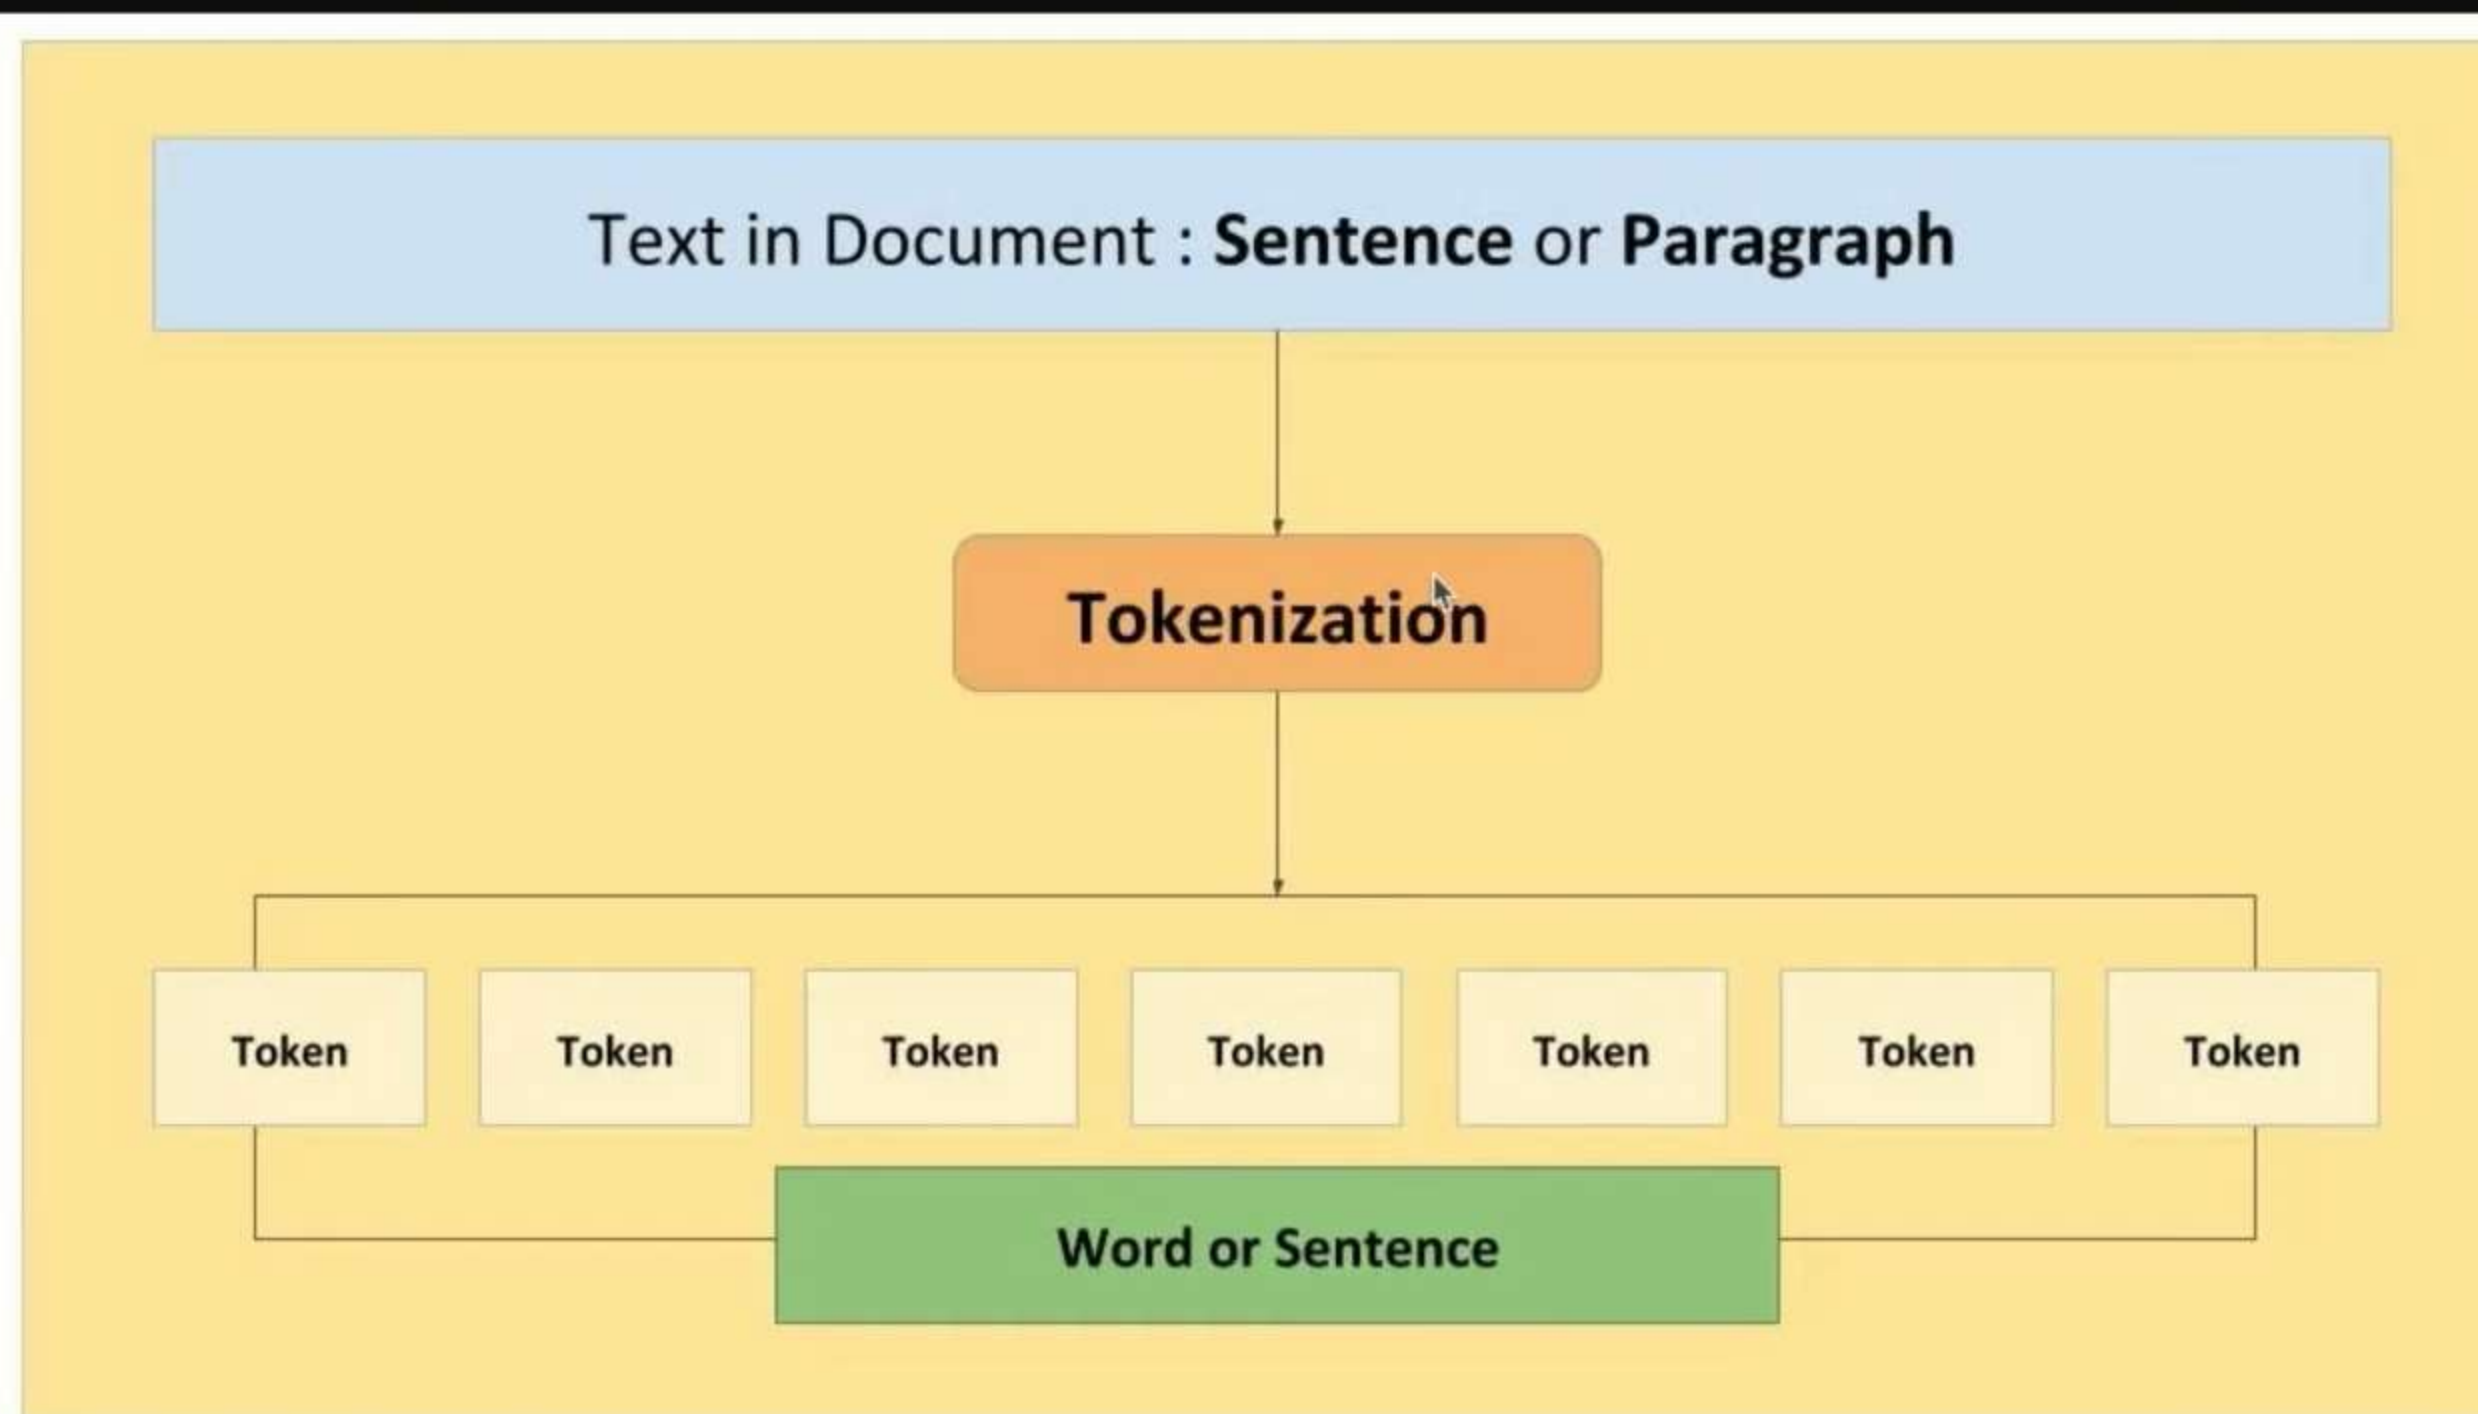 Text in Document : Sentence or Paragraph
Tokenization
Token Token Token Token Token Token Token
Word or Sentence